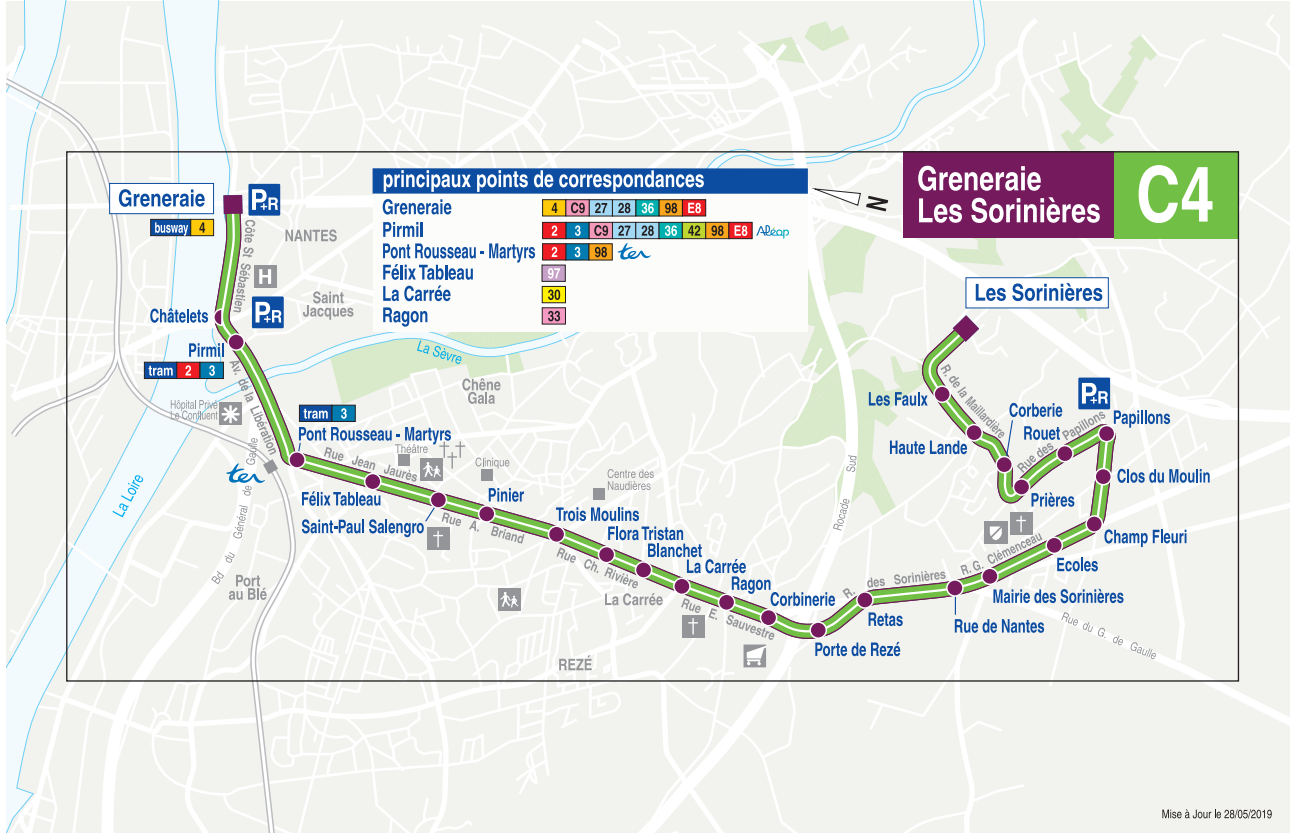 Greneraie
Les Sorinières
C4
principaux points de correspondances
Greneraie 4 C9 27 28 36 98 E8
Pirmil 2 3 C9 27 28 36 42 98 E8 Aléop
Pont Rousseau - Martyrs 2 3 98 ter
Félix Tableau 97
La Carrée 30
Ragon 33
N
Greneraie
P+R
busway 4
Côte St Sébastien
NANTES
H
Saint
Jacques
Châtelets
P+R
Pirmil
tram 2 3
Av. de la Libération
La Sèvre
Chêne
Gala
Hôpital Privé
Le Confluent
tram 3
Pont Rousseau - Martyrs
ter
La Loire
Bd du Général de Gaulle
Port
au Blé
Rue Jean Jaurès
Théâtre
Clinique
Centre des
Naudières
Félix Tableau
Saint-Paul Salengro
Pinier
Rue A. Briand
Trois Moulins
Flora Tristan
Blanchet
La Carrée
Ragon
Corbinerie
Rue Ch. Rivière
La Carrée
Rue E. Sauvestre
REZÉ
Porte de Rezé
Rocade Sud
Retas
R. des Sorinières
Rue de Nantes
R.G. Clémenceau
Mairie des Sorinières
Rue du G. de Gaulle
Ecoles
Champ Fleuri
Clos du Moulin
P+R
Papillons
Rue des Papillons
Rouet
Corberie
Prières
Haute Lande
R. de la Maillardière
Les Faulx
Les Sorinières
Mise à Jour le 28/05/2019